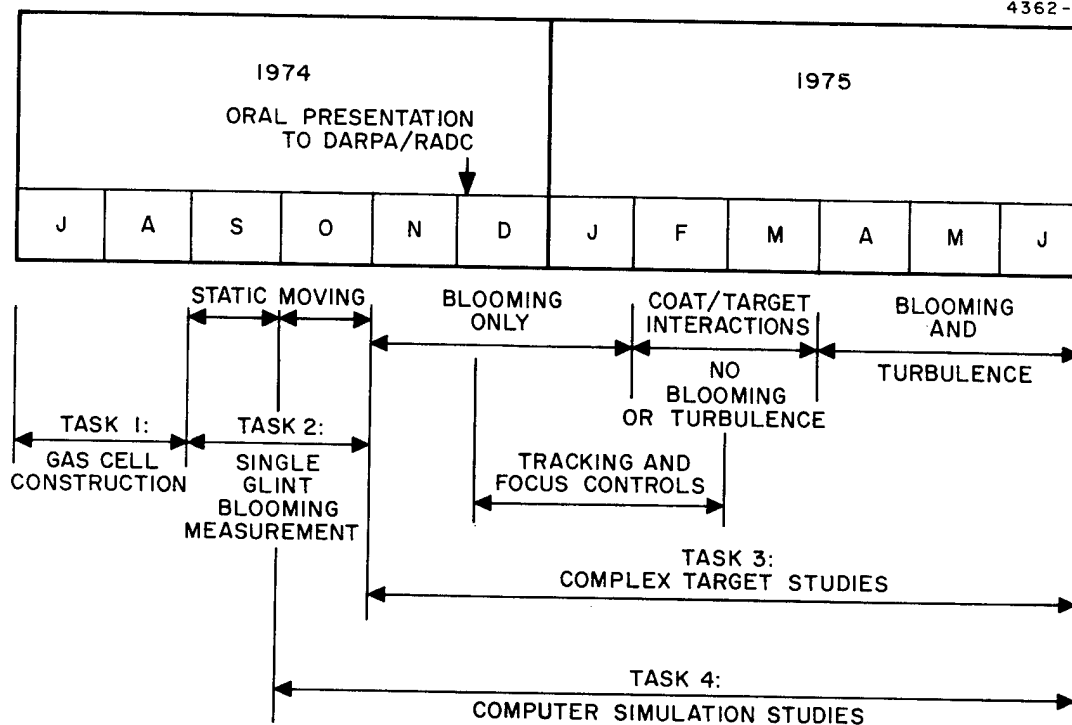 4362-
1974
1975
ORAL PRESENTATION
TO DARPA/RADC
J A S O N D J F M A M J
STATIC MOVING
BLOOMING
ONLY
COAT/TARGET
INTERACTIONS
NO
BLOOMING
OR TURBULENCE
BLOOMING
AND
TURBULENCE
TASK 1:
GAS CELL
CONSTRUCTION
TASK 2:
SINGLE
GLINT
BLOOMING
MEASUREMENT
TRACKING AND
FOCUS CONTROLS
TASK 3:
COMPLEX TARGET STUDIES
TASK 4:
COMPUTER SIMULATION STUDIES